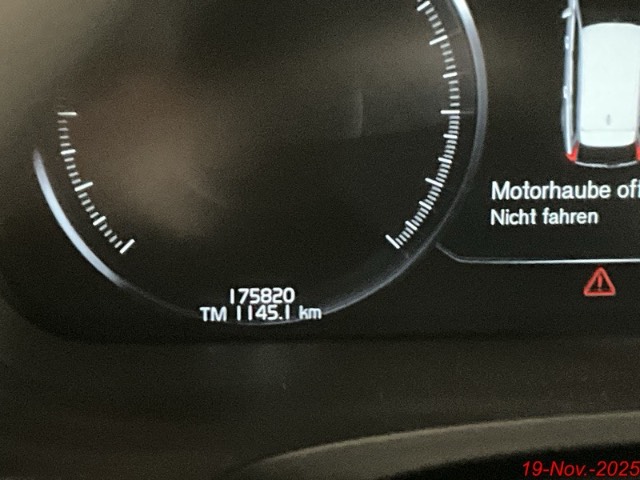 175820
TM 1145.1 km
Motorhaube off
Nicht fahren
19-Nov.-2025